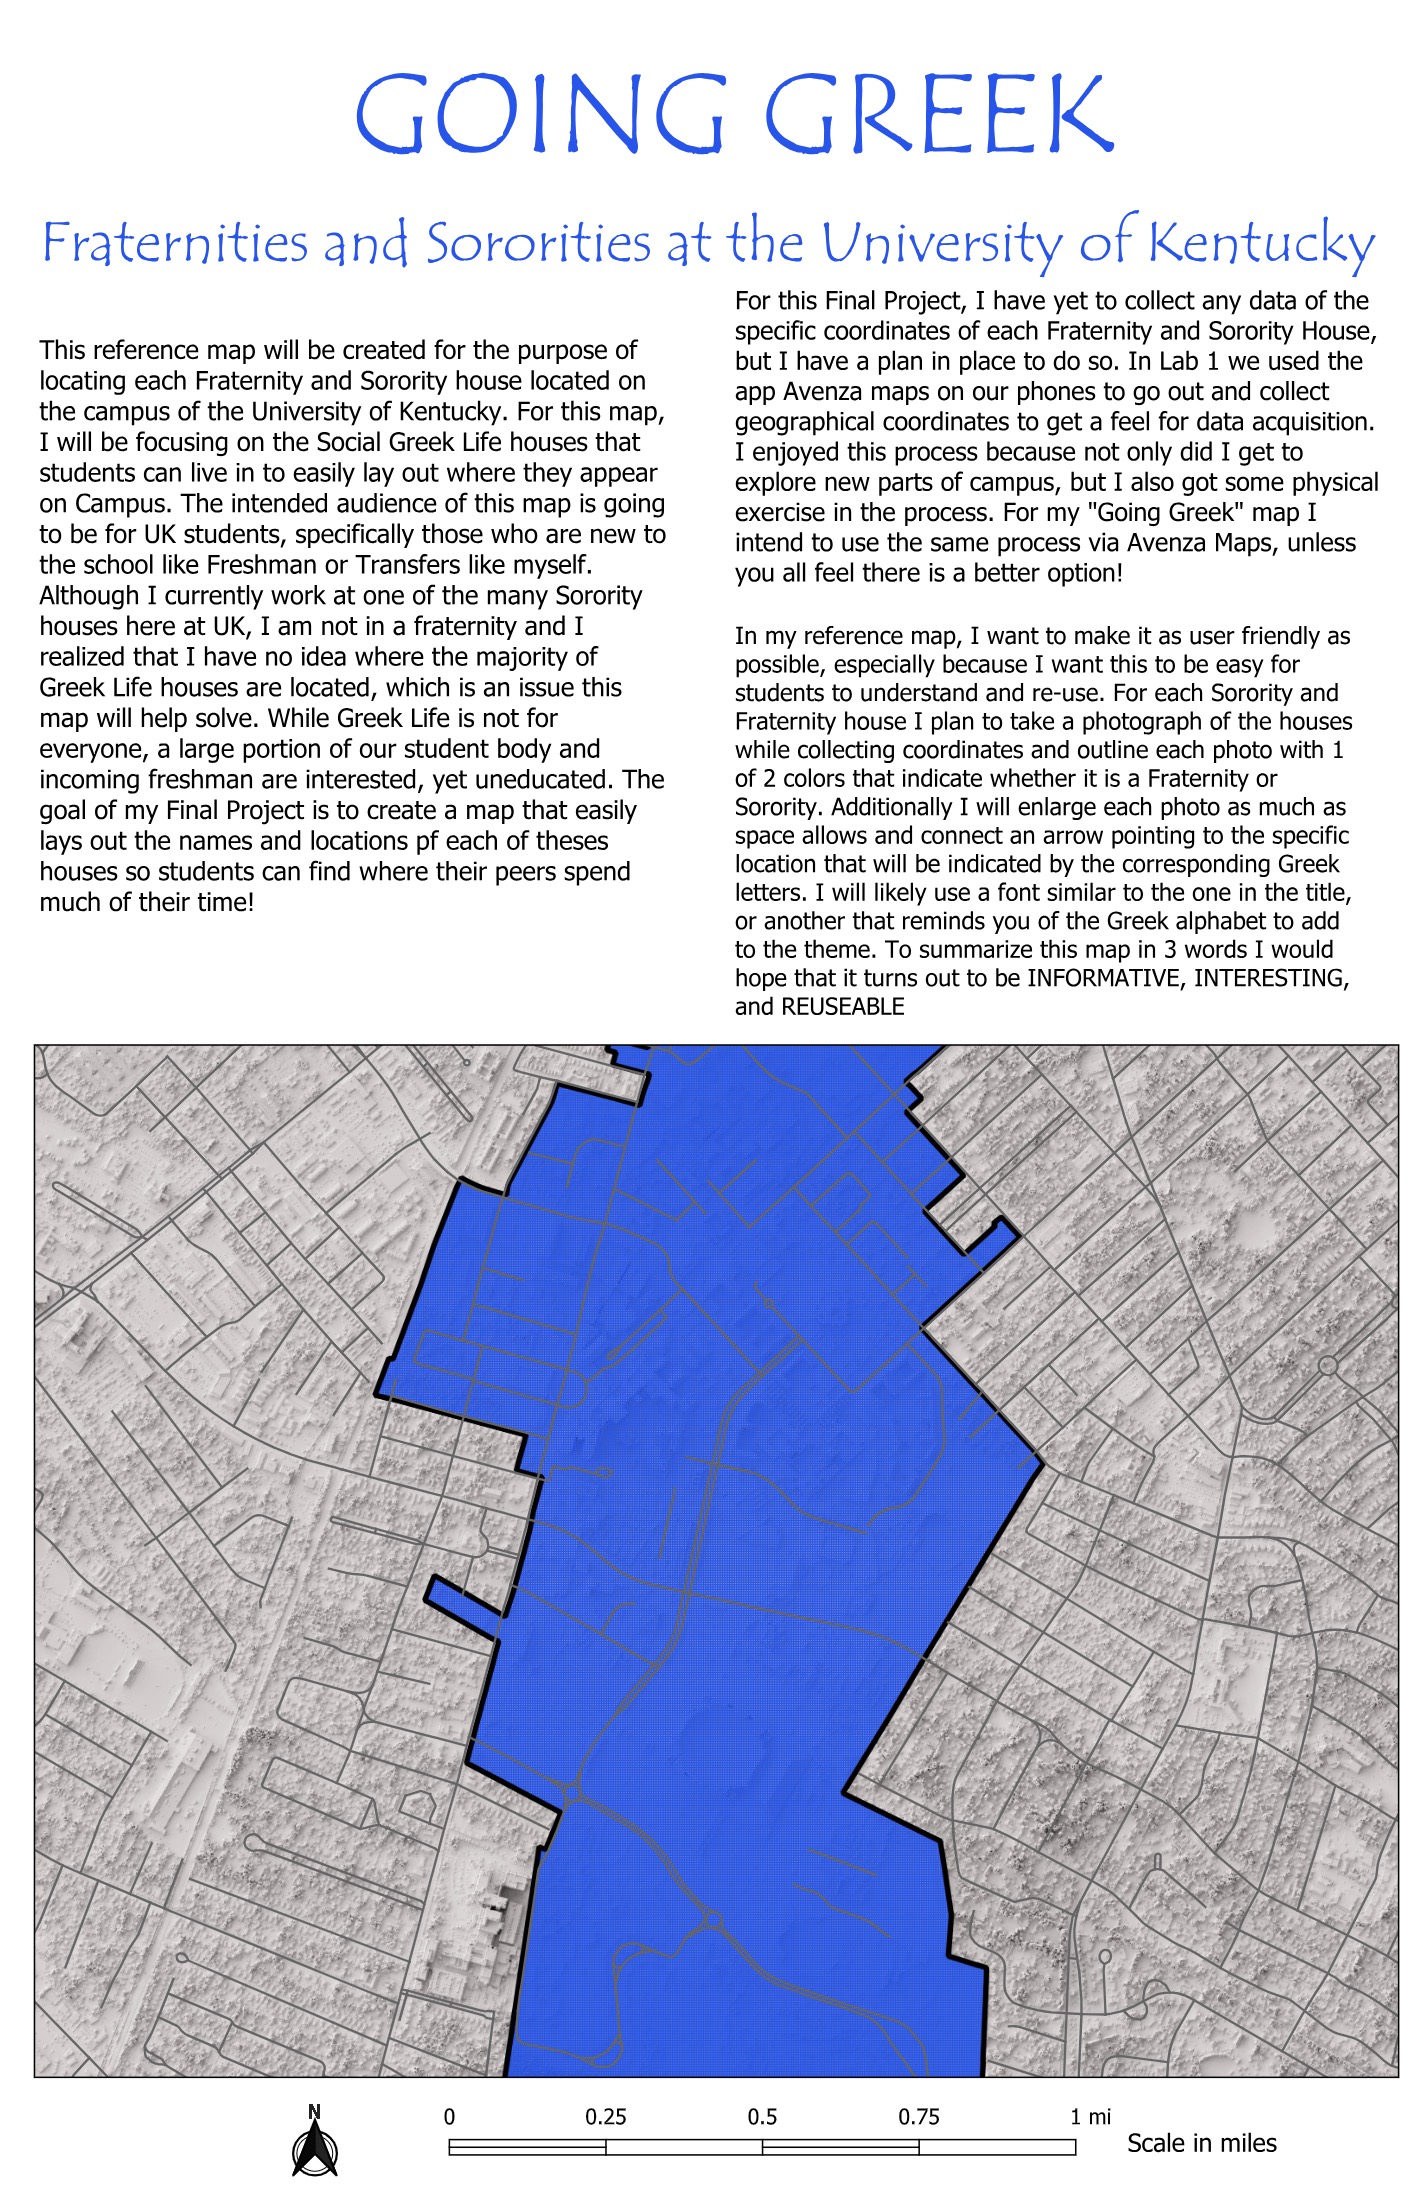 GOING GREEK
Fraternities and Sororities at the University of Kentucky
This reference map will be created for the purpose of
locating each Fraternity and Sorority house located on
the campus of the University of Kentucky. For this map,
I will be focusing on the Social Greek Life houses that
students can live in to easily lay out where they appear
on Campus. The intended audience of this map is going
to be for UK students, specifically those who are new to
the school like Freshman or Transfers like myself.
Although I currently work at one of the many Sorority
houses here at UK, I am not in a fraternity and I
realized that I have no idea where the majority of
Greek Life houses are located, which is an issue this
map will help solve. While Greek Life is not for
everyone, a large portion of our student body and
incoming freshman are interested, yet uneducated. The
goal of my Final Project is to create a map that easily
lays out the names and locations pf each of theses
houses so students can find where their peers spend
much of their time!
For this Final Project, I have yet to collect any data of the
specific coordinates of each Fraternity and Sorority House,
but I have a plan in place to do so. In Lab 1 we used the
app Avenza maps on our phones to go out and collect
geographical coordinates to get a feel for data acquisition.
I enjoyed this process because not only did I get to
explore new parts of campus, but I also got some physical
exercise in the process. For my "Going Greek" map I
intend to use the same process via Avenza Maps, unless
you all feel there is a better option!
In my reference map, I want to make it as user friendly as
possible, especially because I want this to be easy for
students to understand and re-use. For each Sorority and
Fraternity house I plan to take a photograph of the houses
while collecting coordinates and outline each photo with 1
of 2 colors that indicate whether it is a Fraternity or
Sorority. Additionally I will enlarge each photo as much as
space allows and connect an arrow pointing to the specific
location that will be indicated by the corresponding Greek
letters. I will likely use a font similar to the one in the title,
or another that reminds you of the Greek alphabet to add
to the theme. To summarize this map in 3 words I would
hope that it turns out to be INFORMATIVE, INTERESTING,
and REUSEABLE
N
0 0.25 0.5 0.75 1 mi
Scale in miles